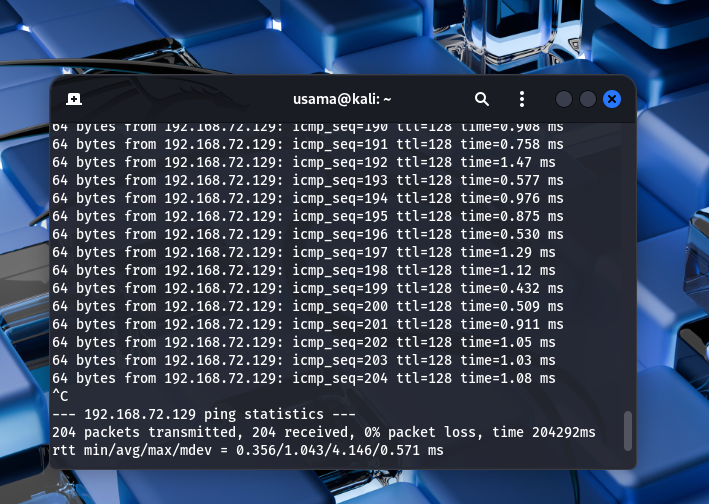 usama@kali: ~
64 bytes from 192.168.72.129: icmp_seq=190 ttl=128 time=0.908 ms
64 bytes from 192.168.72.129: icmp_seq=191 ttl=128 time=0.758 ms
64 bytes from 192.168.72.129: icmp_seq=192 ttl=128 time=1.47 ms
64 bytes from 192.168.72.129: icmp_seq=193 ttl=128 time=0.577 ms
64 bytes from 192.168.72.129: icmp_seq=194 ttl=128 time=0.976 ms
64 bytes from 192.168.72.129: icmp_seq=195 ttl=128 time=0.875 ms
64 bytes from 192.168.72.129: icmp_seq=196 ttl=128 time=0.530 ms
64 bytes from 192.168.72.129: icmp_seq=197 ttl=128 time=1.29 ms
64 bytes from 192.168.72.129: icmp_seq=198 ttl=128 time=1.12 ms
64 bytes from 192.168.72.129: icmp_seq=199 ttl=128 time=0.432 ms
64 bytes from 192.168.72.129: icmp_seq=200 ttl=128 time=0.509 ms
64 bytes from 192.168.72.129: icmp_seq=201 ttl=128 time=0.911 ms
64 bytes from 192.168.72.129: icmp_seq=202 ttl=128 time=1.05 ms
64 bytes from 192.168.72.129: icmp_seq=203 ttl=128 time=1.03 ms
64 bytes from 192.168.72.129: icmp_seq=204 ttl=128 time=1.08 ms
^C
--- 192.168.72.129 ping statistics ---
204 packets transmitted, 204 received, 0% packet loss, time 204292ms
rtt min/avg/max/mdev = 0.356/1.043/4.146/0.571 ms